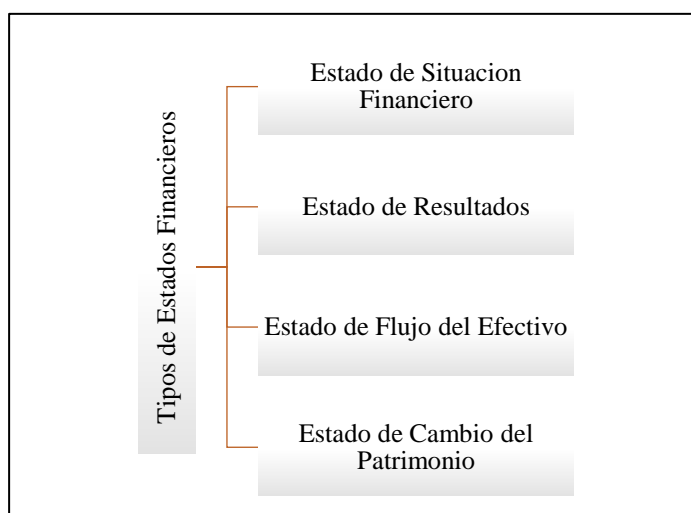 Tipos de Estados Financieros
Estado de Situacion
Financiero
Estado de Resultados
Estado de Flujo del Efectivo
Estado de Cambio del
Patrimonio